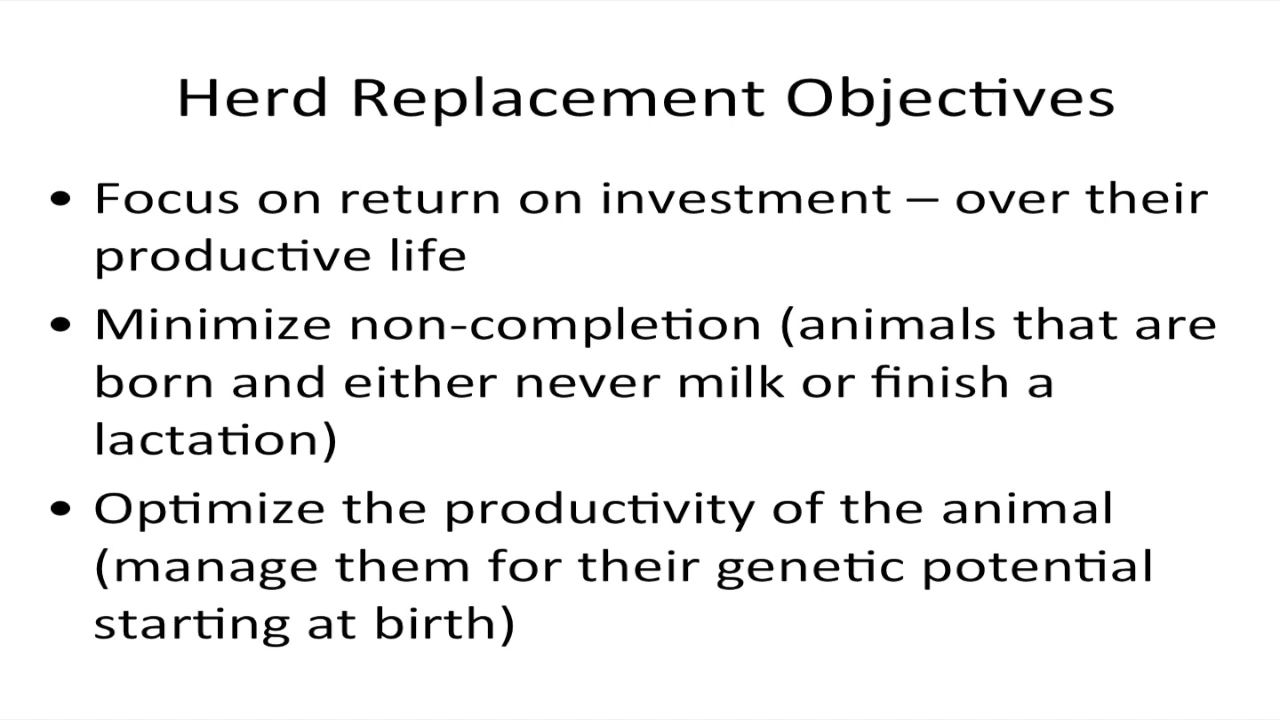 Herd Replacement Objectives
• Focus on return on investment – over their
productive life
• Minimize non-completion (animals that are
born and either never milk or finish a
lactation)
• Optimize the productivity of the animal
(manage them for their genetic potential
starting at birth)